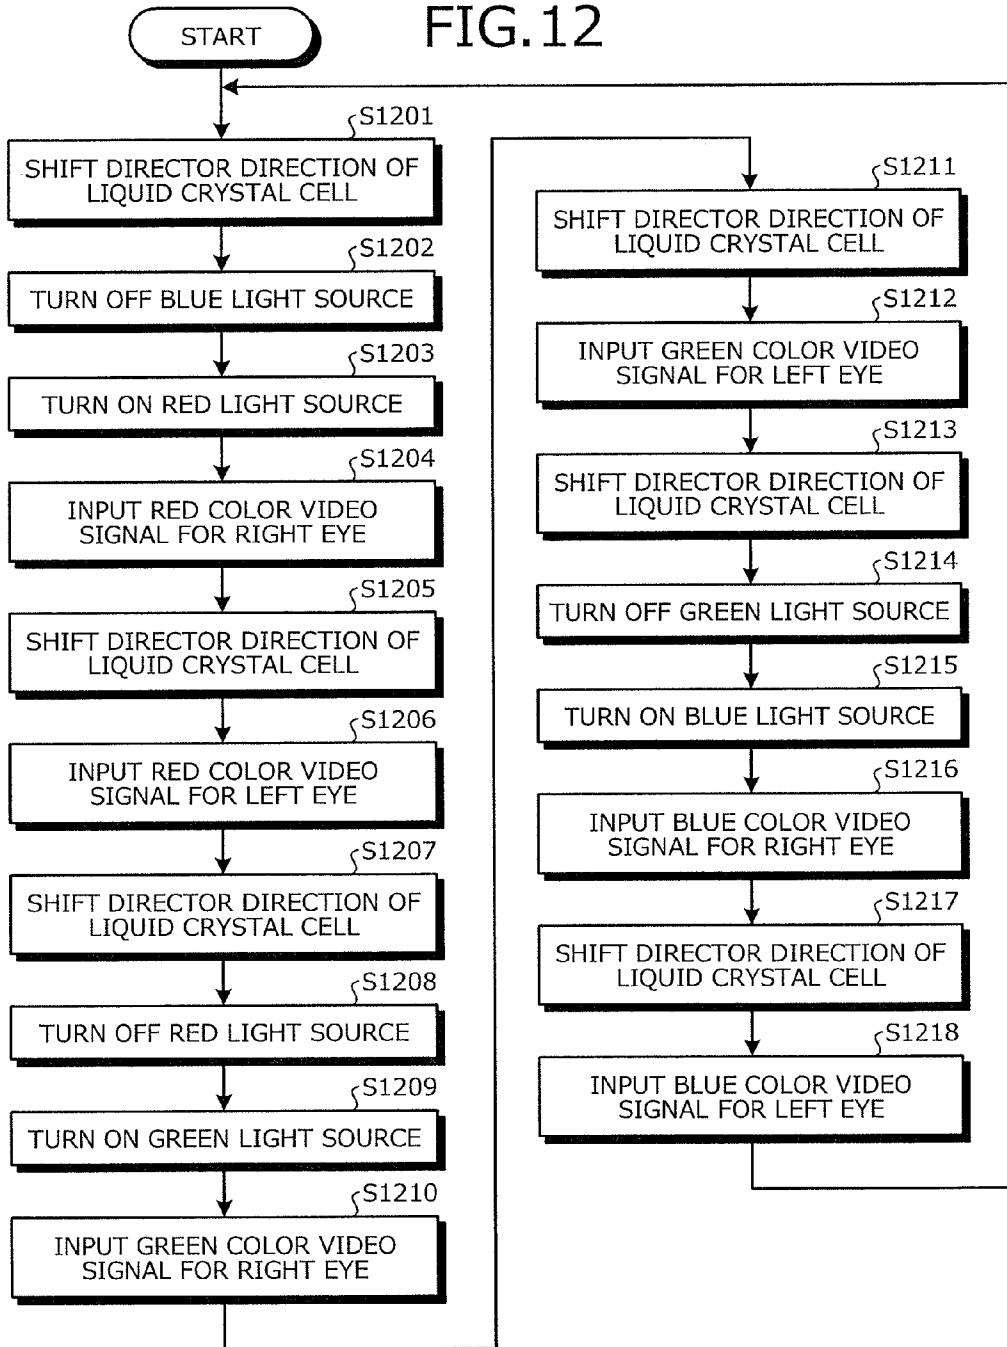 FIG.12
START
S1201
SHIFT DIRECTOR DIRECTION OF
LIQUID CRYSTAL CELL
S1202
TURN OFF BLUE LIGHT SOURCE
S1203
TURN ON RED LIGHT SOURCE
S1204
INPUT RED COLOR VIDEO
SIGNAL FOR RIGHT EYE
S1205
SHIFT DIRECTOR DIRECTION OF
LIQUID CRYSTAL CELL
S1206
INPUT RED COLOR VIDEO
SIGNAL FOR LEFT EYE
S1207
SHIFT DIRECTOR DIRECTION OF
LIQUID CRYSTAL CELL
S1208
TURN OFF RED LIGHT SOURCE
S1209
TURN ON GREEN LIGHT SOURCE
S1210
INPUT GREEN COLOR VIDEO
SIGNAL FOR RIGHT EYE
S1211
SHIFT DIRECTOR DIRECTION OF
LIQUID CRYSTAL CELL
S1212
INPUT GREEN COLOR VIDEO
SIGNAL FOR LEFT EYE
S1213
SHIFT DIRECTOR DIRECTION OF
LIQUID CRYSTAL CELL
S1214
TURN OFF GREEN LIGHT SOURCE
S1215
TURN ON BLUE LIGHT SOURCE
S1216
INPUT BLUE COLOR VIDEO
SIGNAL FOR RIGHT EYE
S1217
SHIFT DIRECTOR DIRECTION OF
LIQUID CRYSTAL CELL
S1218
INPUT BLUE COLOR VIDEO
SIGNAL FOR LEFT EYE